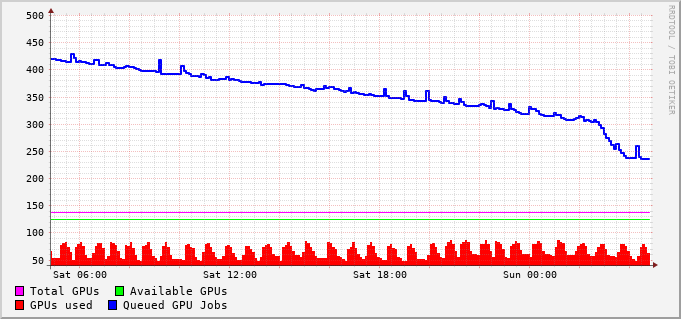 500
450
400
350
300
250
200
150
100
50
Sat 06:00 Sat 12:00 Sat 18:00 Sun 00:00
Total GPUs Available GPUs
GPUs used Queued GPU Jobs
RRDTOOL / TOBI OETIKER